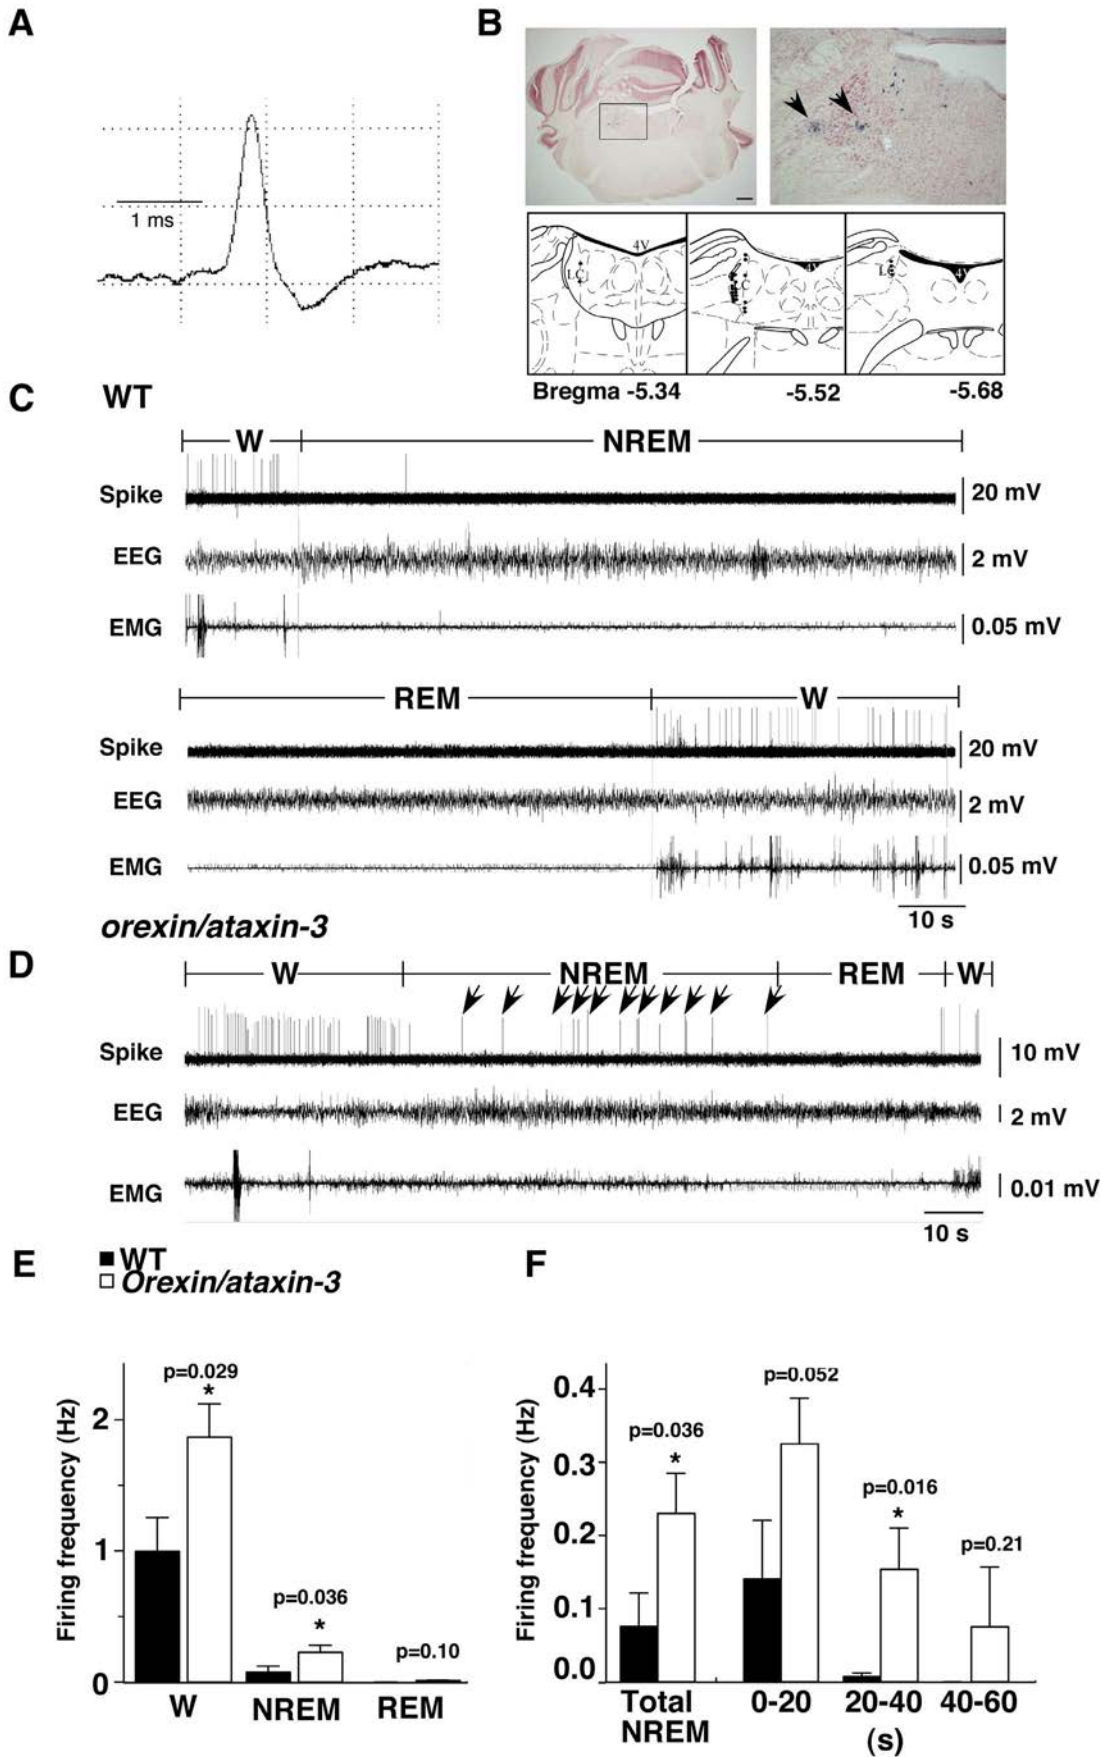 A
B
1 ms
4V
LC
4V
C
LC
4V
Bregma -5.34
-5.52
-5.68
C
WT
W
NREM
Spike
20 mV
EEG
2 mV
EMG
0.05 mV
REM
W
Spike
20 mV
EEG
2 mV
EMG
0.05 mV
10 s
orexin/ataxin-3
D
W
NREM
REM
W
Spike
10 mV
EEG
2 mV
EMG
0.01 mV
10 s
E
WT
Orexin/ataxin-3
Firing frequency (Hz)
2
1
0
p=0.029
*
p=0.036
*
p=0.10
W
NREM
REM
F
Firing frequency (Hz)
0.4
0.3
0.2
0.1
0.0
p=0.036
*
p=0.052
p=0.016
*
p=0.21
Total
NREM
0-20
20-40
40-60
(s)